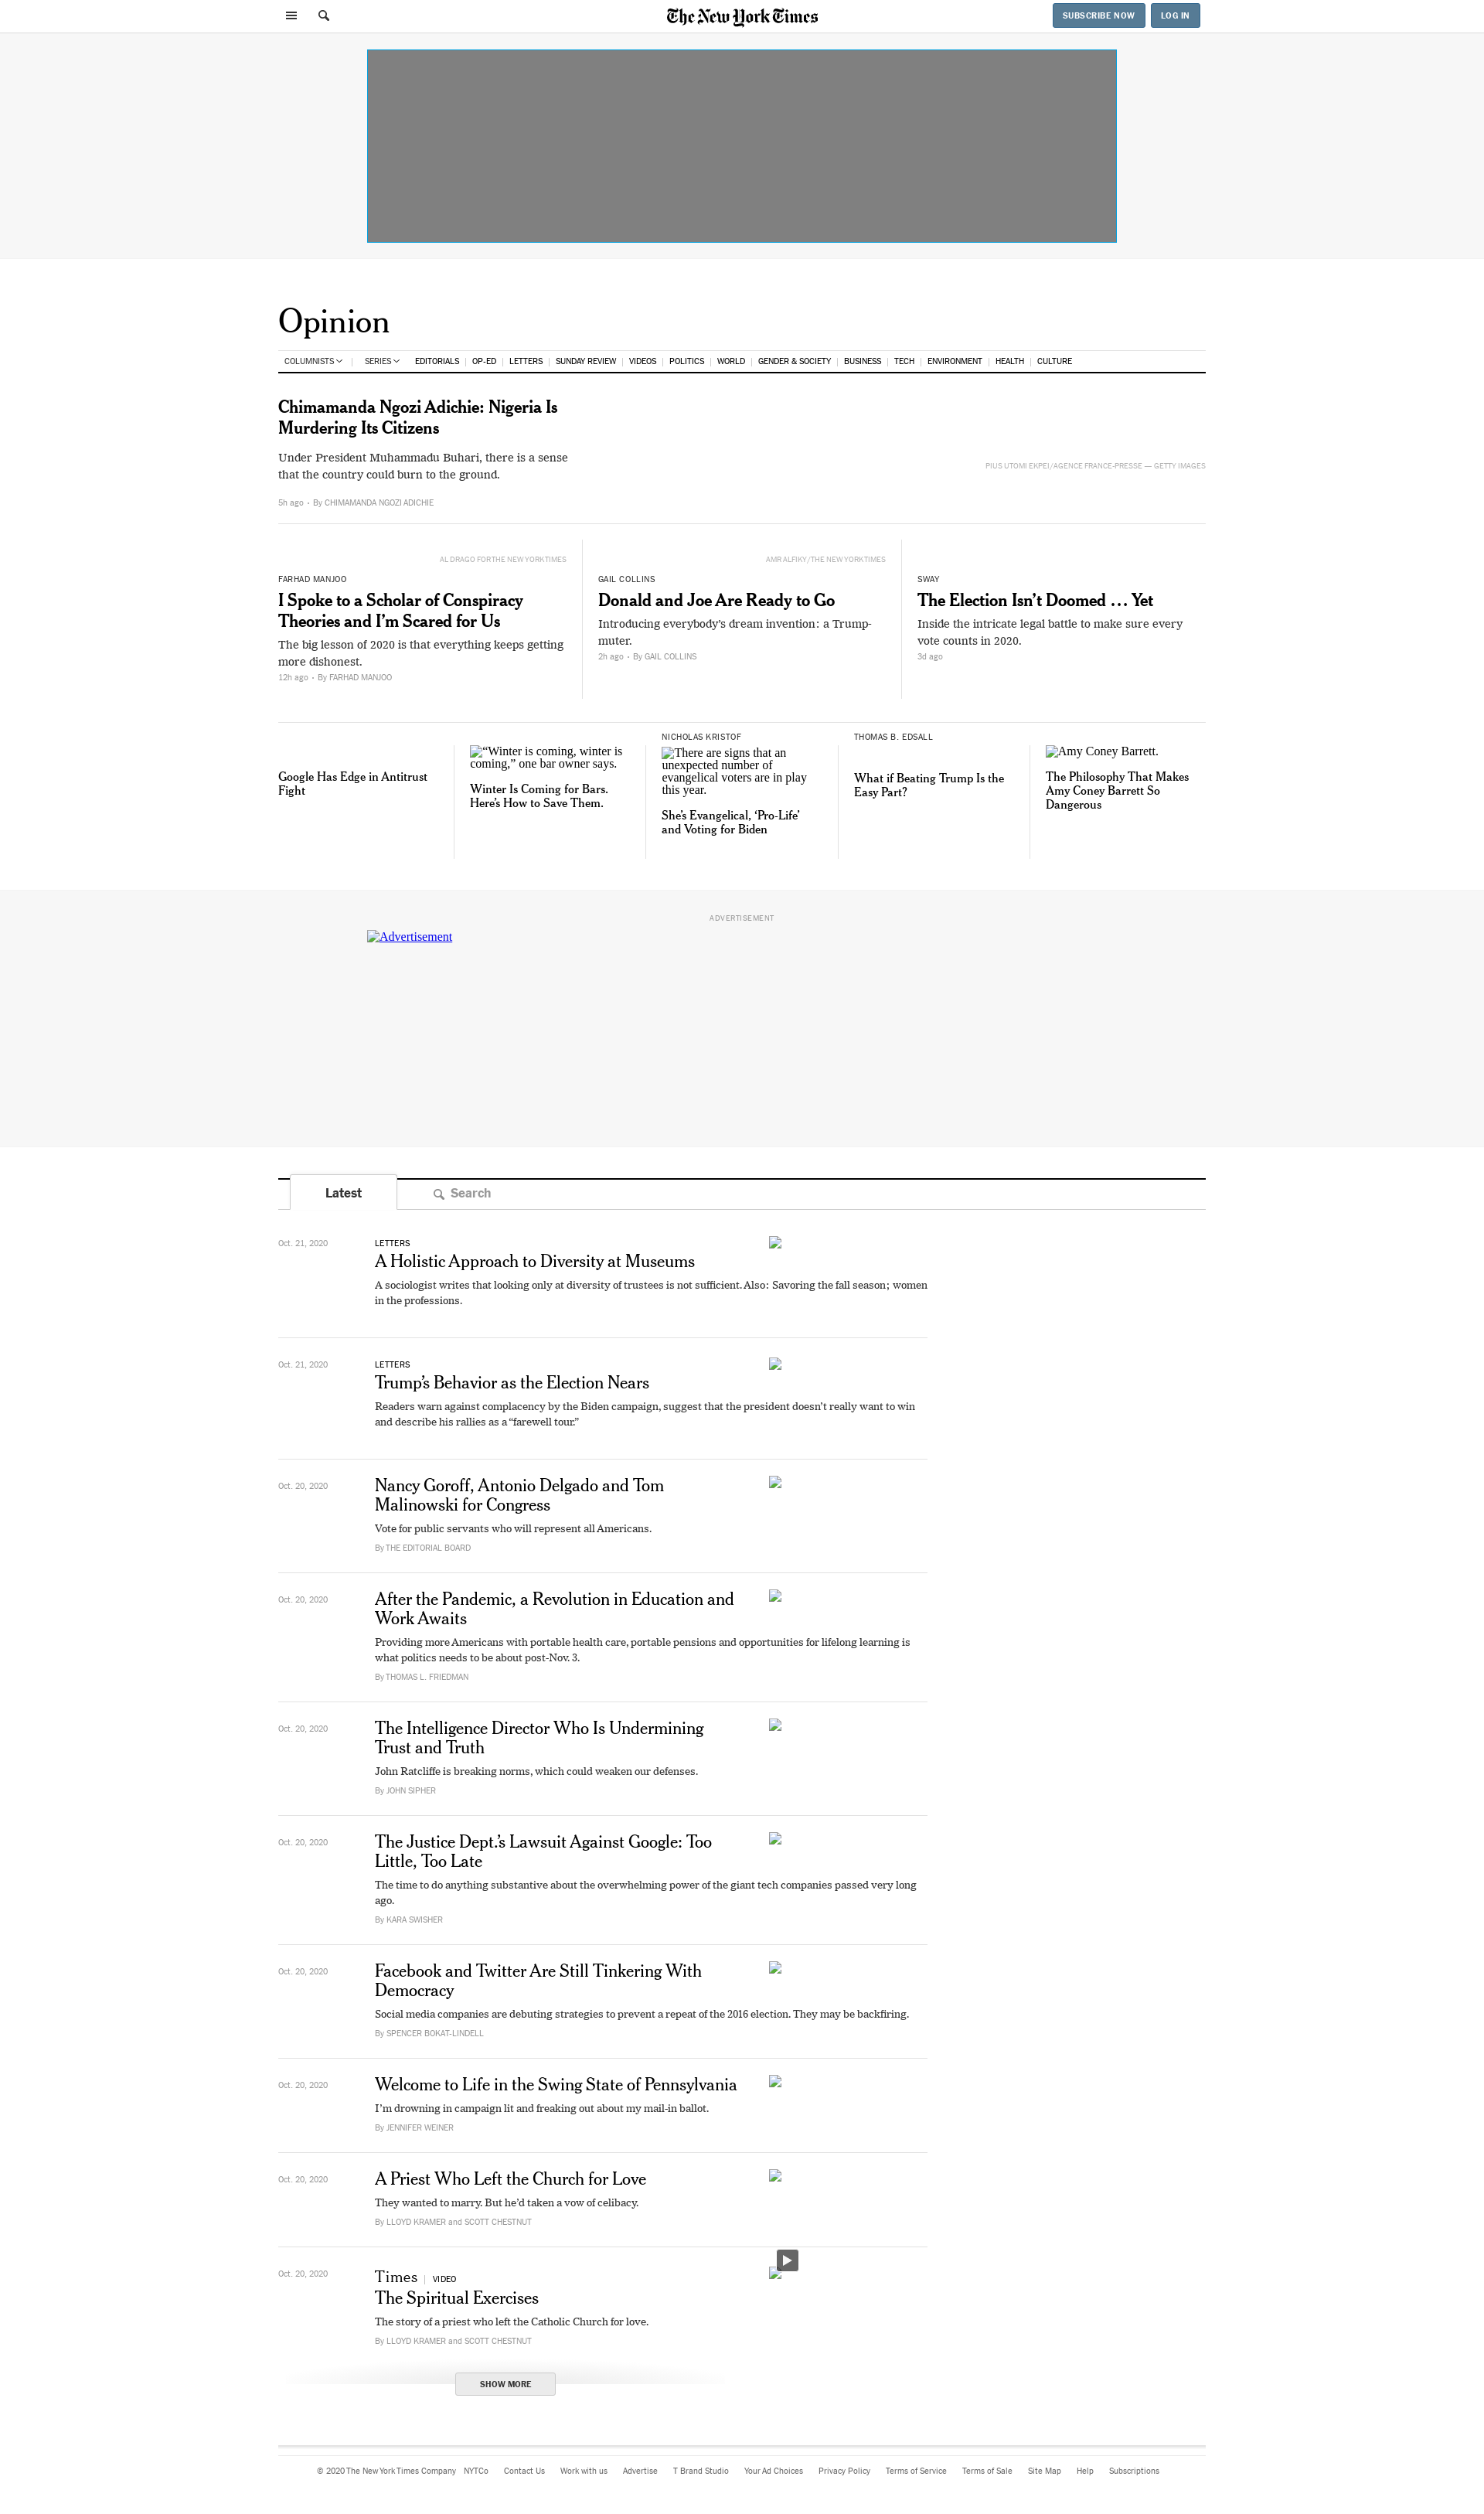 The New York Times
SUBSCRIBE NOW
LOG IN
Opinion
COLUMNISTS
SERIES
EDITORIALS
OP-ED
LETTERS
SUNDAY REVIEW
VIDEOS
POLITICS
WORLD
GENDER & SOCIETY
BUSINESS
TECH
ENVIRONMENT
HEALTH
CULTURE
Chimamanda Ngozi Adichie: Nigeria Is
Murdering Its Citizens
Under President Muhammadu Buhari, there is a sense
that the country could burn to the ground.
5h ago • By CHIMAMANDA NGOZI ADICHIE
PIUS UTOMI EKPEI/AGENCE FRANCE-PRESSE — GETTY IMAGES
AL DRAGO FOR THE NEW YORK TIMES
FARHAD MANJOO
I Spoke to a Scholar of Conspiracy
Theories and I’m Scared for Us
The big lesson of 2020 is that everything keeps getting
more dishonest.
12h ago • By FARHAD MANJOO
AMR ALFIKY/THE NEW YORK TIMES
GAIL COLLINS
Donald and Joe Are Ready to Go
Introducing everybody’s dream invention: a Trump-
muter.
2h ago • By GAIL COLLINS
SWAY
The Election Isn’t Doomed … Yet
Inside the intricate legal battle to make sure every
vote counts in 2020.
3d ago
Google Has Edge in Antitrust
Fight
“Winter is coming, winter is
coming,” one bar owner says.
Winter Is Coming for Bars.
Here’s How to Save Them.
NICHOLAS KRISTOF
There are signs that an
unexpected number of
evangelical voters are in play
this year.
She’s Evangelical, ‘Pro-Life’
and Voting for Biden
THOMAS B. EDSALL
What if Beating Trump Is the
Easy Part?
Amy Coney Barrett.
The Philosophy That Makes
Amy Coney Barrett So
Dangerous
ADVERTISEMENT
Advertisement
Latest
Search
Oct. 21, 2020
LETTERS
A Holistic Approach to Diversity at Museums
A sociologist writes that looking only at diversity of trustees is not sufficient. Also: Savoring the fall season; women
in the professions.
Oct. 21, 2020
LETTERS
Trump’s Behavior as the Election Nears
Readers warn against complacency by the Biden campaign, suggest that the president doesn’t really want to win
and describe his rallies as a “farewell tour.”
Oct. 20, 2020
Nancy Goroff, Antonio Delgado and Tom
Malinowski for Congress
Vote for public servants who will represent all Americans.
By THE EDITORIAL BOARD
Oct. 20, 2020
After the Pandemic, a Revolution in Education and
Work Awaits
Providing more Americans with portable health care, portable pensions and opportunities for lifelong learning is
what politics needs to be about post-Nov. 3.
By THOMAS L. FRIEDMAN
Oct. 20, 2020
The Intelligence Director Who Is Undermining
Trust and Truth
John Ratcliffe is breaking norms, which could weaken our defenses.
By JOHN SIPHER
Oct. 20, 2020
The Justice Dept.’s Lawsuit Against Google: Too
Little, Too Late
The time to do anything substantive about the overwhelming power of the giant tech companies passed very long
ago.
By KARA SWISHER
Oct. 20, 2020
Facebook and Twitter Are Still Tinkering With
Democracy
Social media companies are debuting strategies to prevent a repeat of the 2016 election. They may be backfiring.
By SPENCER BOKAT-LINDELL
Oct. 20, 2020
Welcome to Life in the Swing State of Pennsylvania
I’m drowning in campaign lit and freaking out about my mail-in ballot.
By JENNIFER WEINER
Oct. 20, 2020
A Priest Who Left the Church for Love
They wanted to marry. But he’d taken a vow of celibacy.
By LLOYD KRAMER and SCOTT CHESTNUT
Oct. 20, 2020
Times | VIDEO
The Spiritual Exercises
The story of a priest who left the Catholic Church for love.
By LLOYD KRAMER and SCOTT CHESTNUT
SHOW MORE
© 2020 The New York Times Company
NYTCo
Contact Us
Work with us
Advertise
T Brand Studio
Your Ad Choices
Privacy Policy
Terms of Service
Terms of Sale
Site Map
Help
Subscriptions